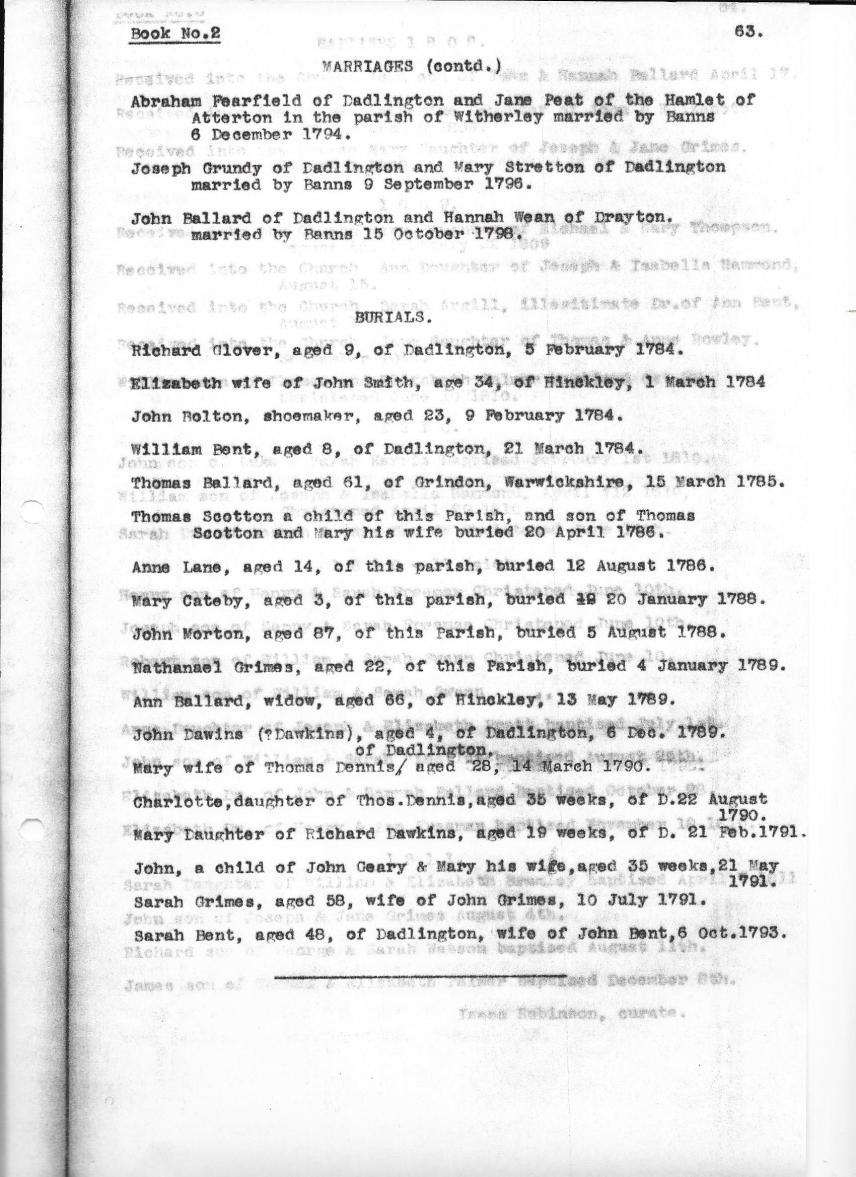 Book No.2
63.
MARRIAGES (contd.)
Abraham Fearfield of Dadlington and Jane Peat of the Hamlet of
Atterton in the parish of Witherley married by Banns
6 December 1794.
Joseph Grundy of Dadlington and Mary Stretton of Dadlington
married by Banns 9 September 1796.
John Ballard of Dadlington and Hannah Wean of Drayton.
married by Banns 15 October 1798.
BURIALS.
Richard Glover, aged 9, of Dadlington, 5 February 1784.
Elizabeth wife of John Smith, age 34, of Hinckley, 1 March 1784
John Bolton, shoemaker, aged 23, 9 February 1784.
William Bent, aged 8, of Dadlington, 21 March 1784.
Thomas Ballard, aged 61, of Grindon, Warwickshire, 15 March 1785.
Thomas Scotton a child of this Parish, and son of Thomas
Scotton and Mary his wife buried 20 April 1786.
Anne Lane, aged 14, of this parish, buried 12 August 1786.
Mary Cateby, aged 3, of this parish, buried 20 January 1788.
John Morton, aged 87, of this Parish, buried 5 August 1788.
Nathanael Grimes, aged 22, of this Parish, buried 4 January 1789.
Ann Ballard, widow, aged 66, of Hinckley, 13 May 1789.
John Dawins (?Dawkins), aged 4, of Dadlington, 6 Dec. 1789.
of Dadlington.
Mary wife of Thomas Dennis/ aged 28, 14 March 1790.
Charlotte,daughter of Thos.Dennis,aged 35 weeks, of D.22 August
1790.
Mary Daughter of Richard Dawkins, aged 19 weeks, of D. 21 Feb.1791.
John, a child of John Geary & Mary his wife,aged 35 weeks,21 May
1791.
Sarah Grimes, aged 58, wife of John Grimes, 10 July 1791.
Sarah Bent, aged 48, of Dadlington, wife of John Bent,6 Oct.1793.